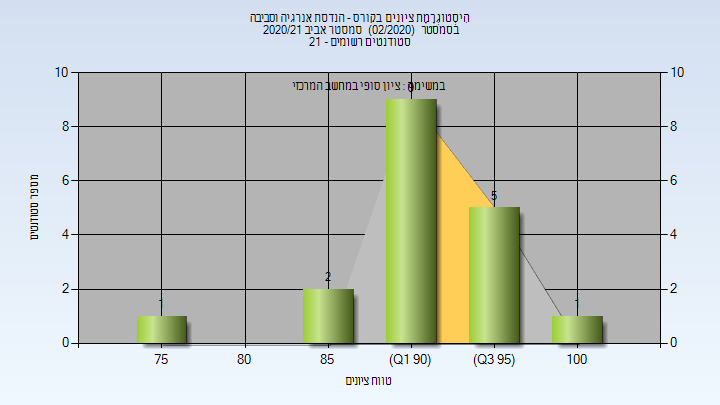 היסטוגרמת ציונים בקורס - הנדסת אנרגיה וסביבה
בסמסטר (02/2020) סמסטר אביב 2020/21
סטודנטים רשומים - 21
במשימה : ציון סופי במחשב המרכזי
10 10
8 8
6 6
4 4
2 2
0 0
1 2 9 5 1
75 80 85 (Q1 90) (Q3 95) 100
מספר סטודנטים
טווח ציונים